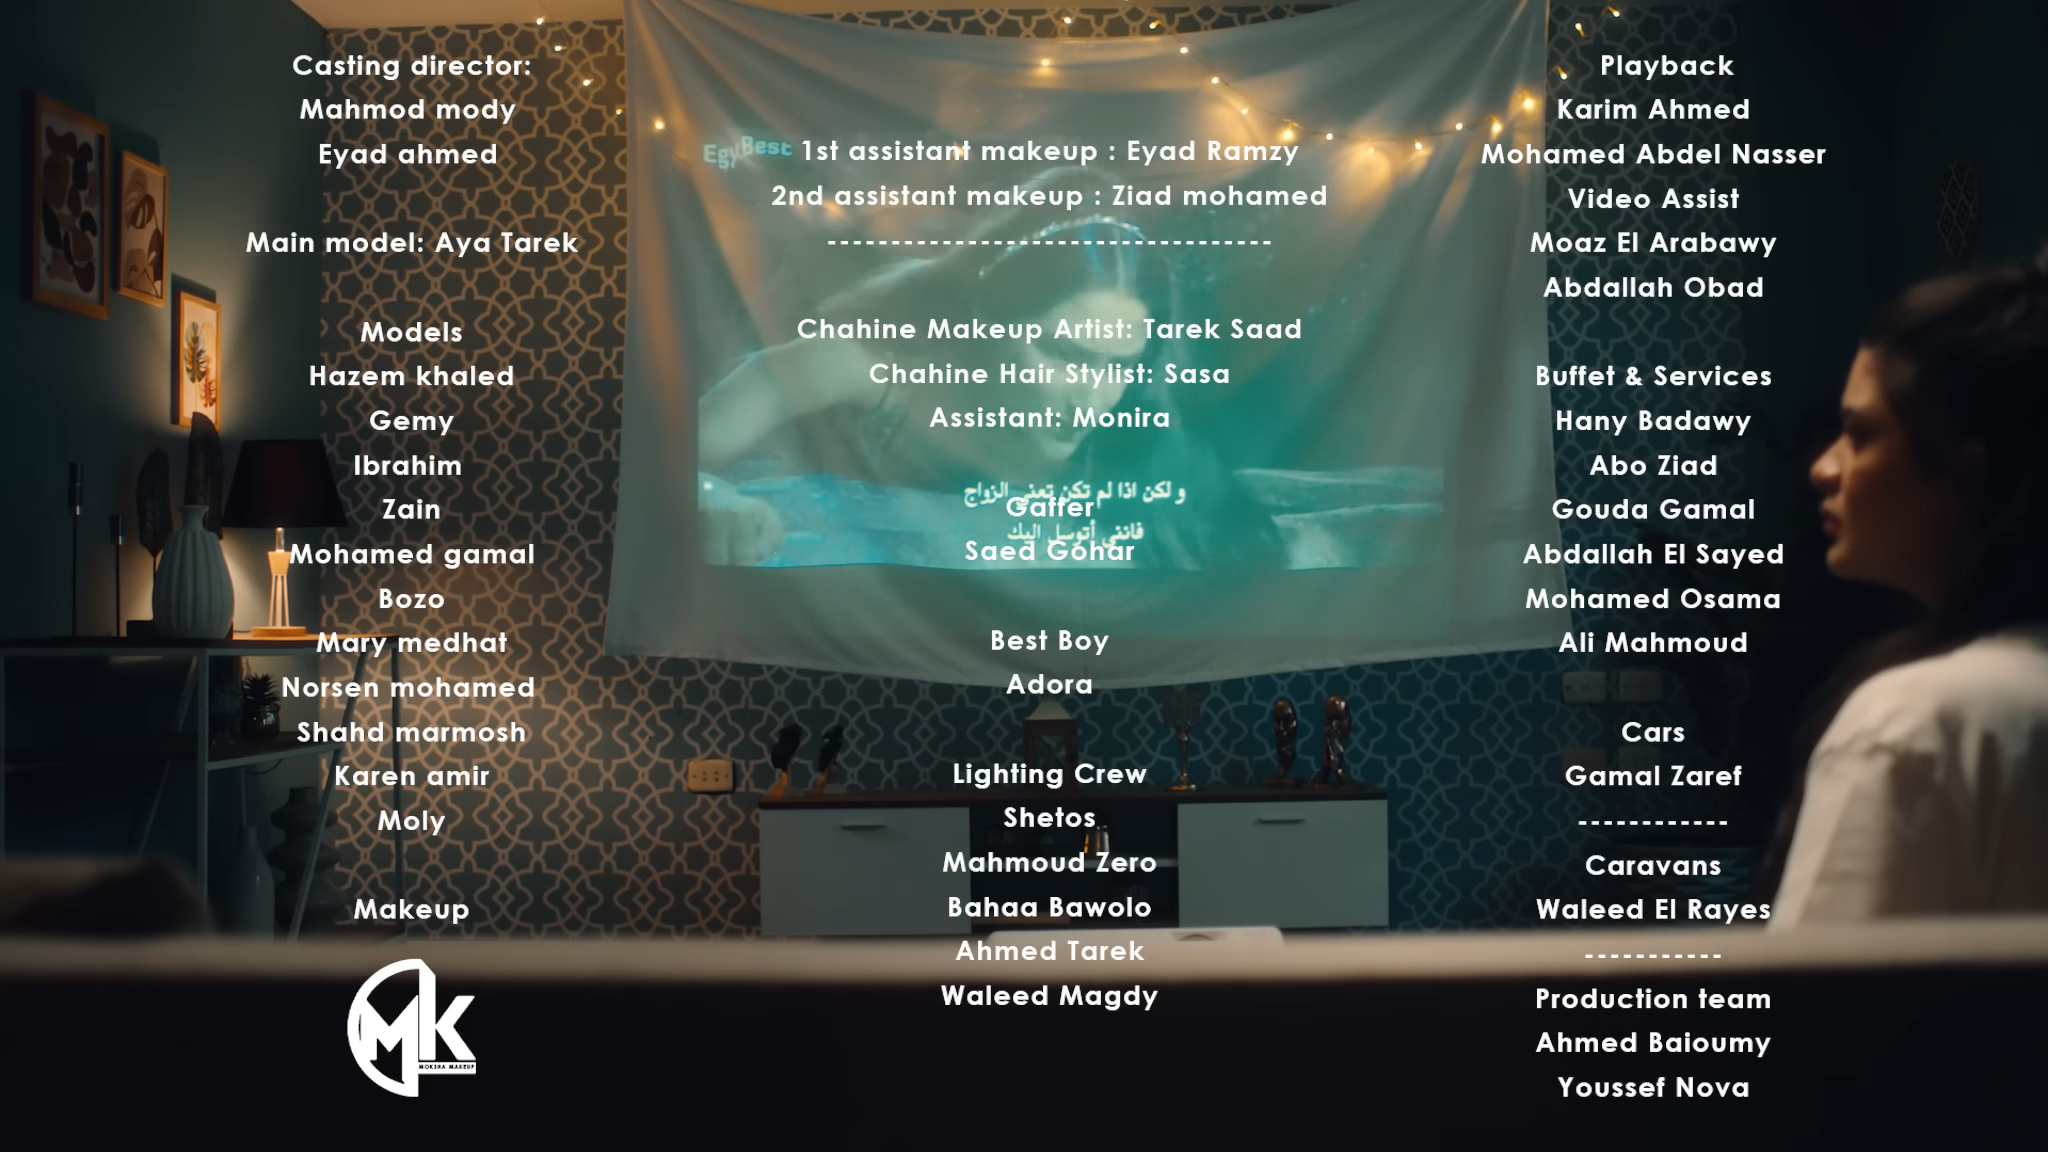 Casting director:
Mahmod mody
Eyad ahmed
Main model: Aya Tarek
Models
Hazem khaled
Gemy
Ibrahim
Zain
Mohamed gamal
Bozo
Mary medhat
Norsen mohamed
Shahd marmosh
Karen amir
Moly
Makeup
MK
MOKSHA MAKEUP
EgyBest
1st assistant makeup : Eyad Ramzy
2nd assistant makeup : Ziad mohamed
-----------------------------------
Chahine Makeup Artist: Tarek Saad
Chahine Hair Stylist: Sasa
Assistant: Monira
و لكن اذا لم تكن تعني الزواج
فانني أتوسل اليك
Gaffer
Saed Gohar
Best Boy
Adora
Lighting Crew
Shetos
Mahmoud Zero
Bahaa Bawolo
Ahmed Tarek
Waleed Magdy
Playback
Karim Ahmed
Mohamed Abdel Nasser
Video Assist
Moaz El Arabawy
Abdallah Obad
Buffet & Services
Hany Badawy
Abo Ziad
Gouda Gamal
Abdallah El Sayed
Mohamed Osama
Ali Mahmoud
Cars
Gamal Zaref
------------
Caravans
Waleed El Rayes
-----------
Production team
Ahmed Baioumy
Youssef Nova